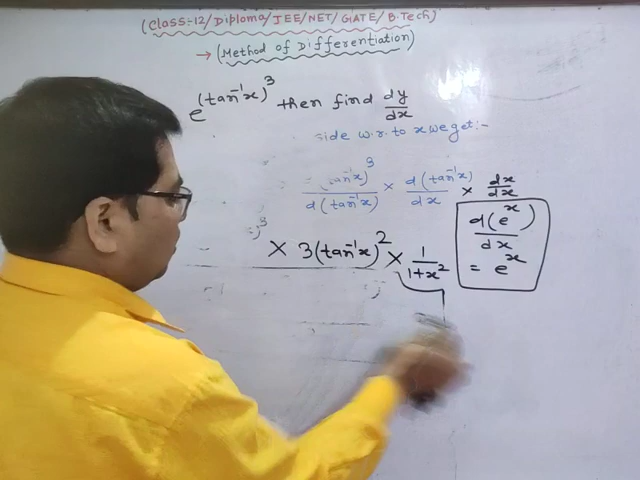 (Class:-12/Diploma/JEE/NET/GATE/B.Tech)
→ (Method of Differentiation)
e^(tan⁻¹x)³ then find dy/dx
side w.r.to x we get:-
tan⁻¹x)³/d(tan⁻¹x) × d(tan⁻¹x)/dx × dx/dx
)³ × 3(tan⁻¹x)² × 1/1+x²
d(e^x)/dx
= e^x